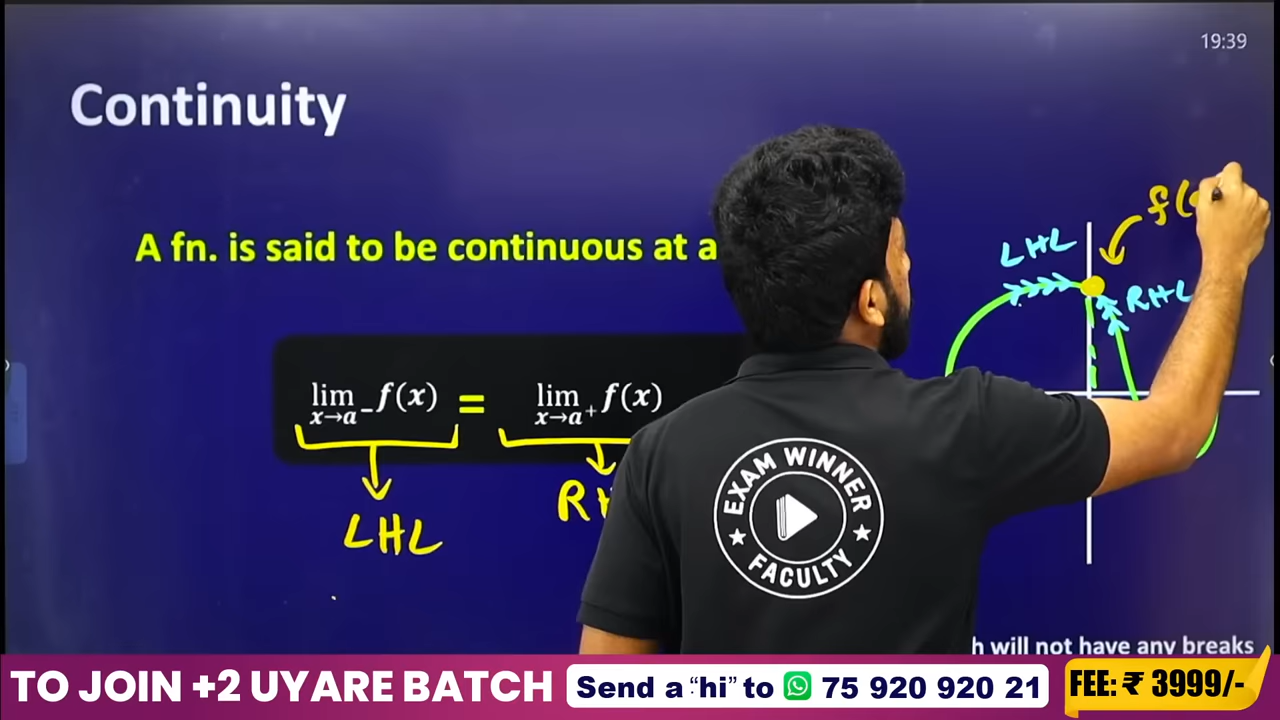 19:39
Continuity
A fn. is said to be continuous at a
lim x→a− f(x) = lim x→a+ f(x)
LHL
LHL
RHL
EXAM WINNER
FACULTY
will not have any breaks
TO JOIN +2 UYARE BATCH
Send a “hi” to 75 920 920 21
FEE: ₹ 3999/-